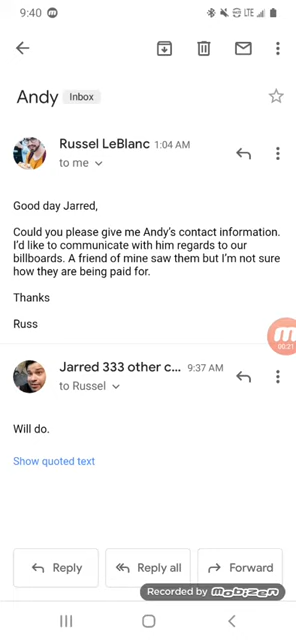 9:40 LTE
Andy Inbox
Russel LeBlanc 1:04 AM
to me
Good day Jarred,
Could you please give me Andy's contact information.
I'd like to communicate with him regards to our
billboards. A friend of mine saw them but I'm not sure
how they are being paid for.
Thanks
Russ
00:21
Jarred 333 other c... 9:37 AM
to Russel
Will do.
Show quoted text
Reply Reply all Forward
Recorded by mobizen